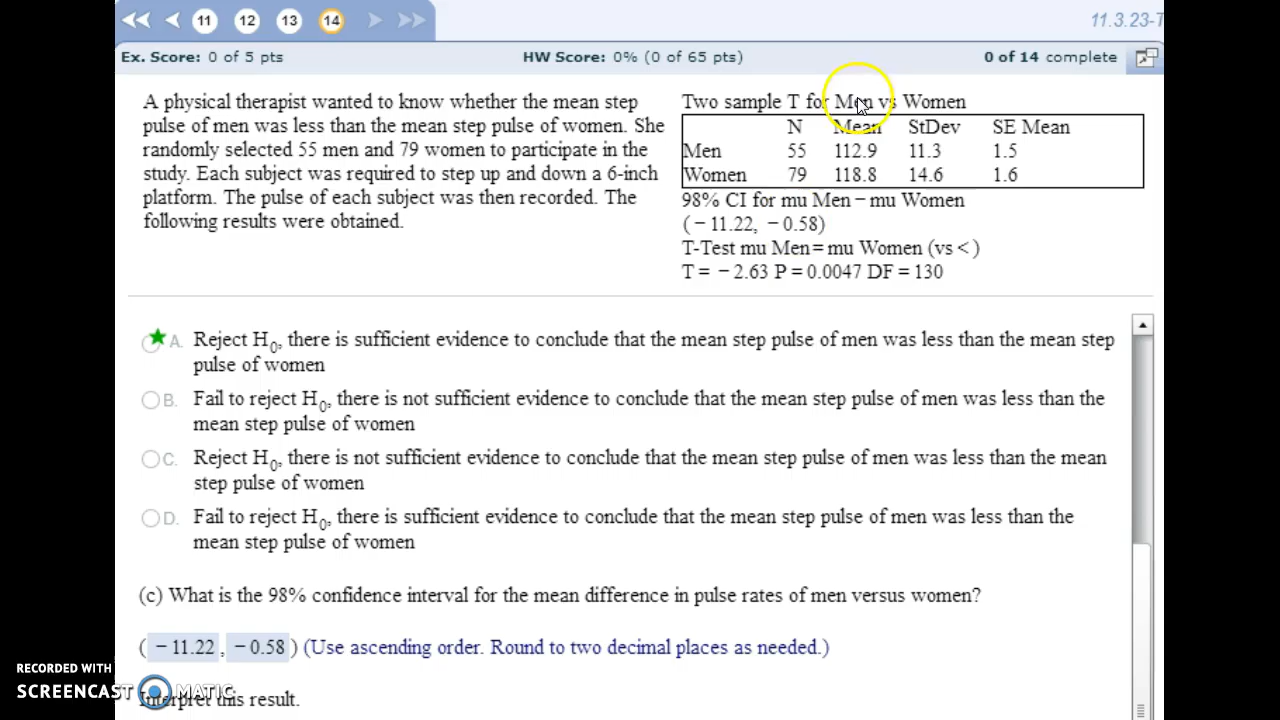 11 12 13 14
11.3.23-T
Ex. Score: 0 of 5 pts HW Score: 0% (0 of 65 pts) 0 of 14 complete
A physical therapist wanted to know whether the mean step
pulse of men was less than the mean step pulse of women. She
randomly selected 55 men and 79 women to participate in the
study. Each subject was required to step up and down a 6-inch
platform. The pulse of each subject was then recorded. The
following results were obtained.
Two sample T for Men vs Women
N Mean StDev SE Mean
Men 55 112.9 11.3 1.5
Women 79 118.8 14.6 1.6
98% CI for mu Men − mu Women
( − 11.22, − 0.58)
T-Test mu Men = mu Women (vs < )
T = − 2.63 P = 0.0047 DF = 130
A. Reject H0, there is sufficient evidence to conclude that the mean step pulse of men was less than the mean step
pulse of women
B. Fail to reject H0, there is not sufficient evidence to conclude that the mean step pulse of men was less than the
mean step pulse of women
C. Reject H0, there is not sufficient evidence to conclude that the mean step pulse of men was less than the mean
step pulse of women
D. Fail to reject H0, there is sufficient evidence to conclude that the mean step pulse of men was less than the
mean step pulse of women
(c) What is the 98% confidence interval for the mean difference in pulse rates of men versus women?
( − 11.22 , − 0.58 ) (Use ascending order. Round to two decimal places as needed.)
Interpret this result.
RECORDED WITH
SCREENCAST MATIC